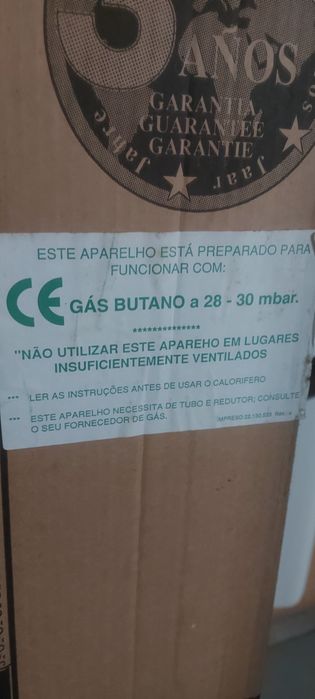 3 AÑOS
GARANTIA
GUARANTEE
GARANTIE
Jahre
Jaar
ESTE APARELHO ESTÁ PREPARADO PARA
FUNCIONAR COM:
CE GÁS BUTANO a 28 - 30 mbar.
**************
"NÃO UTILIZAR ESTE APAREHO EM LUGARES
INSUFICIENTEMENTE VENTILADOS
--- LER AS INSTRUÇÕES ANTES DE USAR O CALORIFERO
--- ESTE APARELHO NECESSITA DE TUBO E REDUTOR; CONSULTE
O SEU FORNECEDOR DE GÁS.